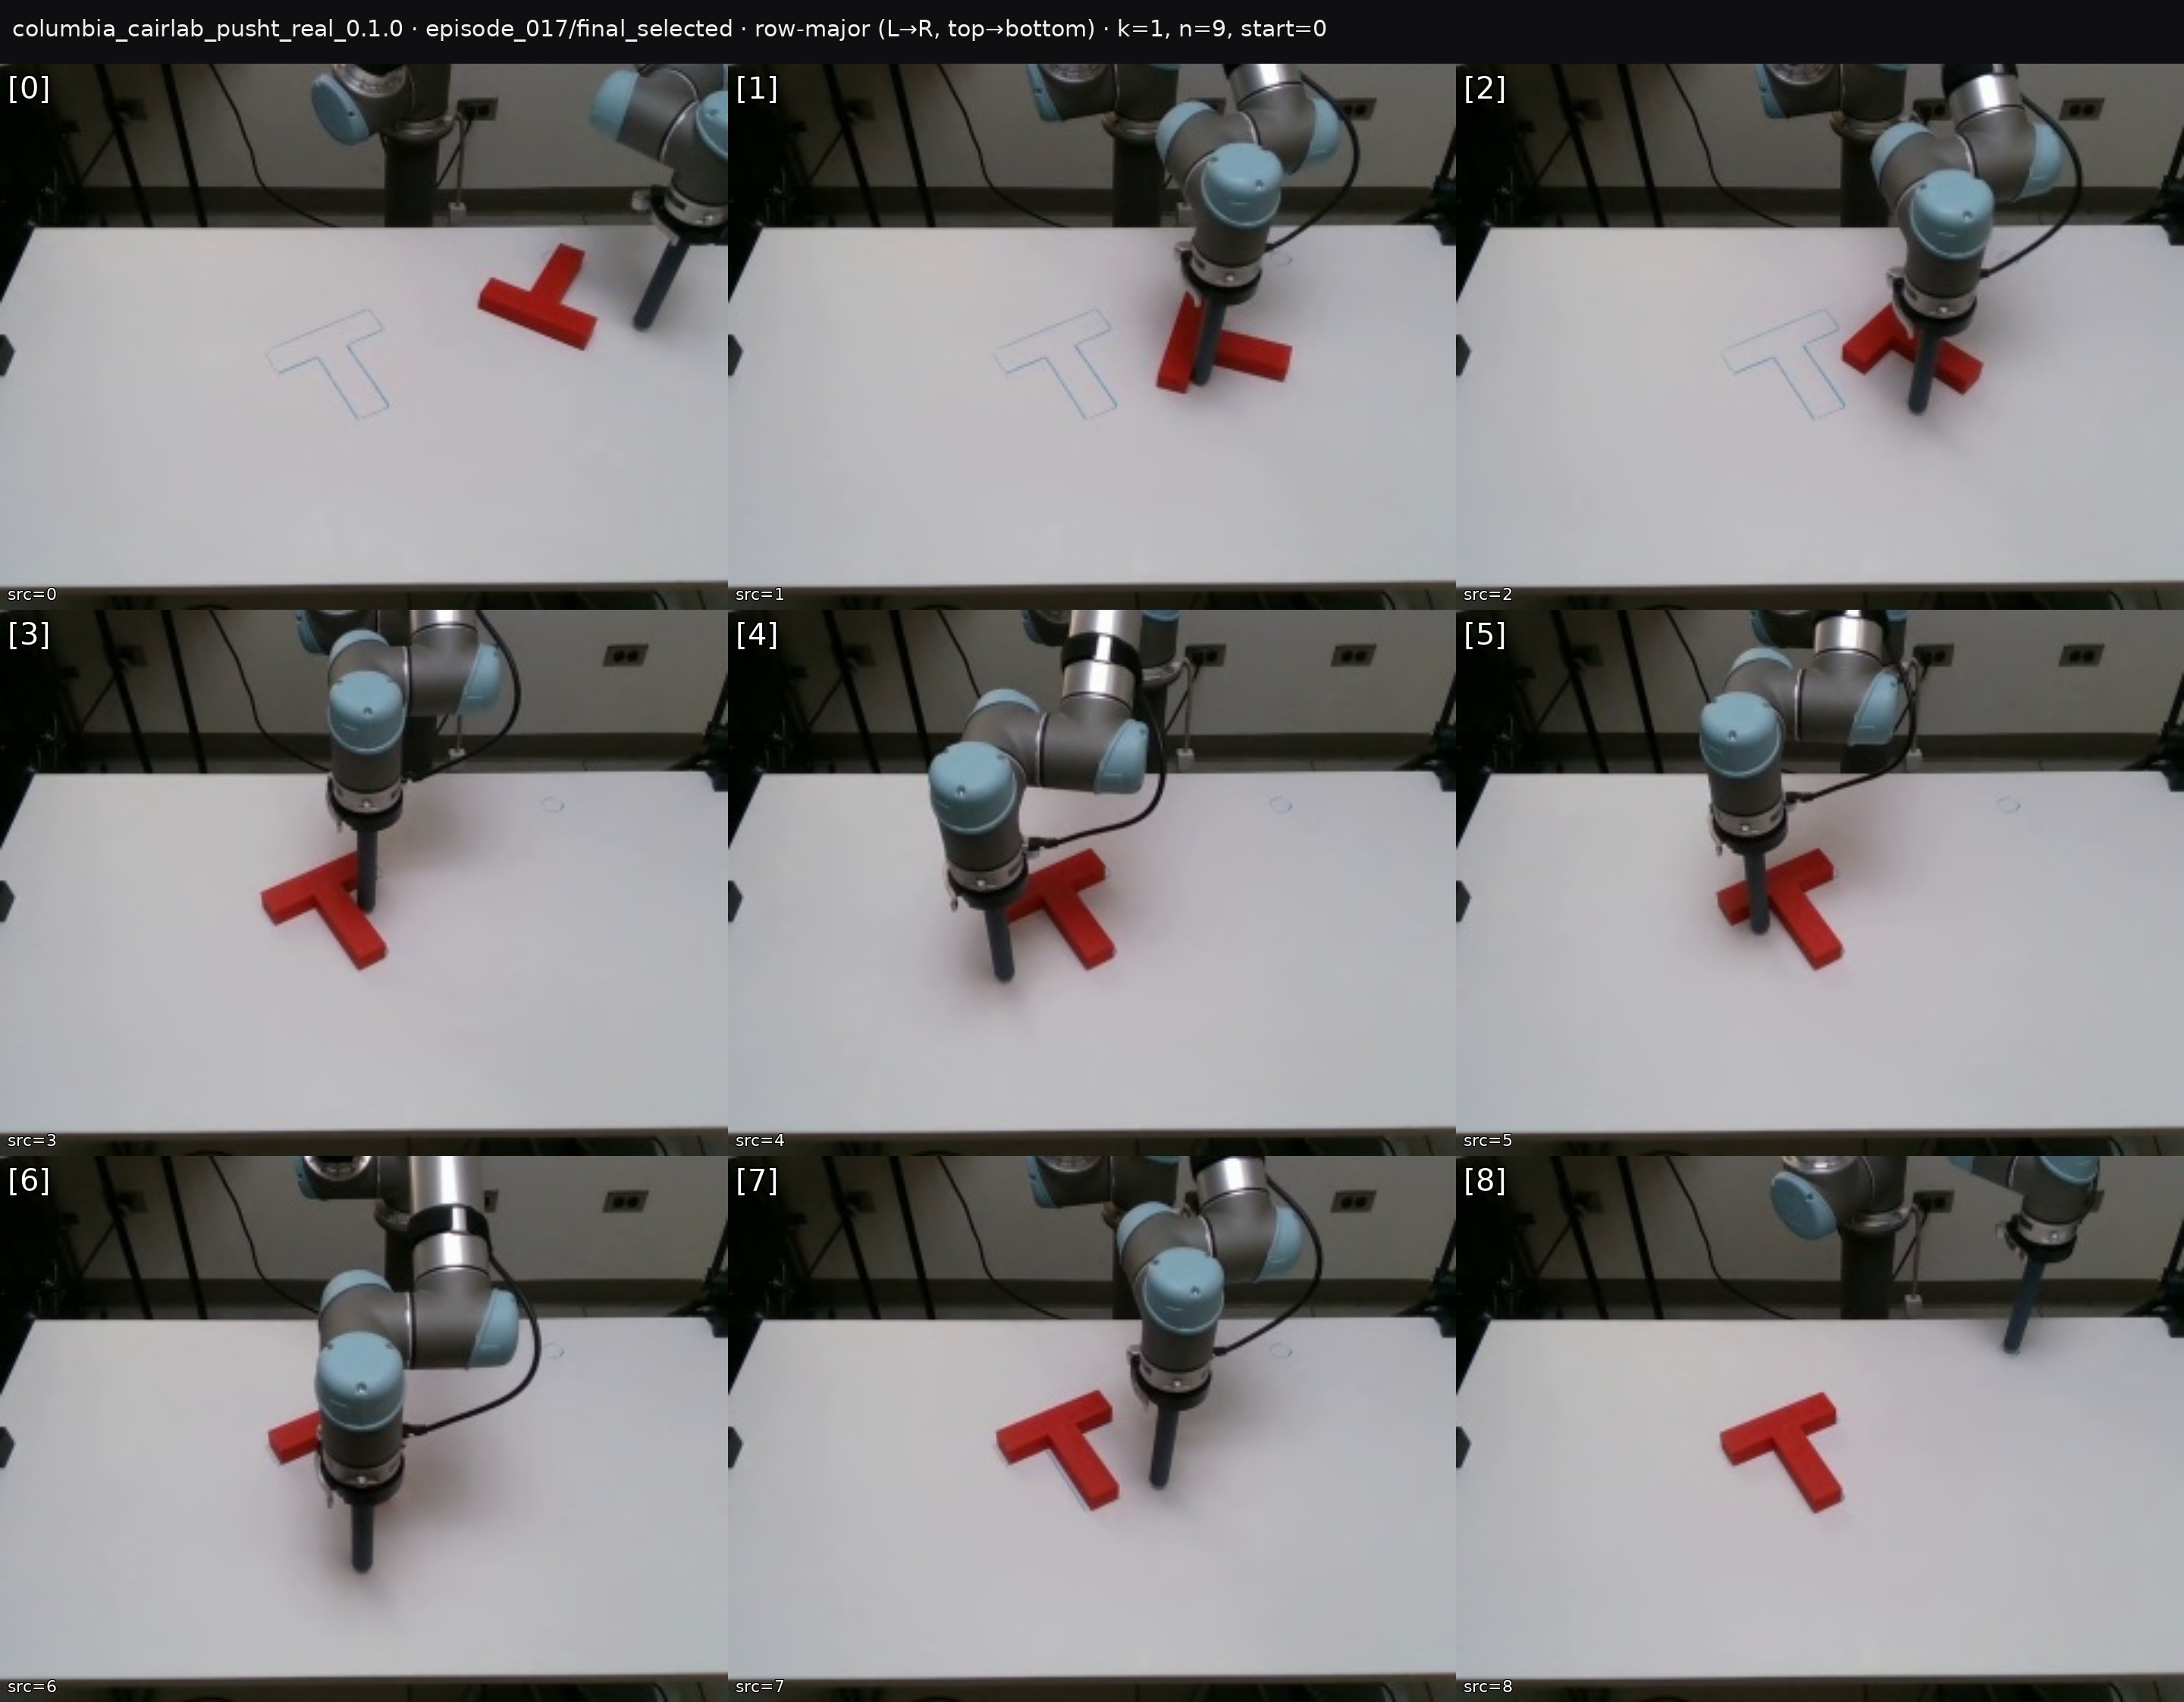 columbia_cairlab_pusht_real_0.1.0 · episode_017/final_selected · row-major (L→R, top→bottom) · k=1, n=9, start=0
[0]
[1]
[2]
src=0
src=1
src=2
[3]
[4]
[5]
src=3
src=4
src=5
[6]
[7]
[8]
src=6
src=7
src=8